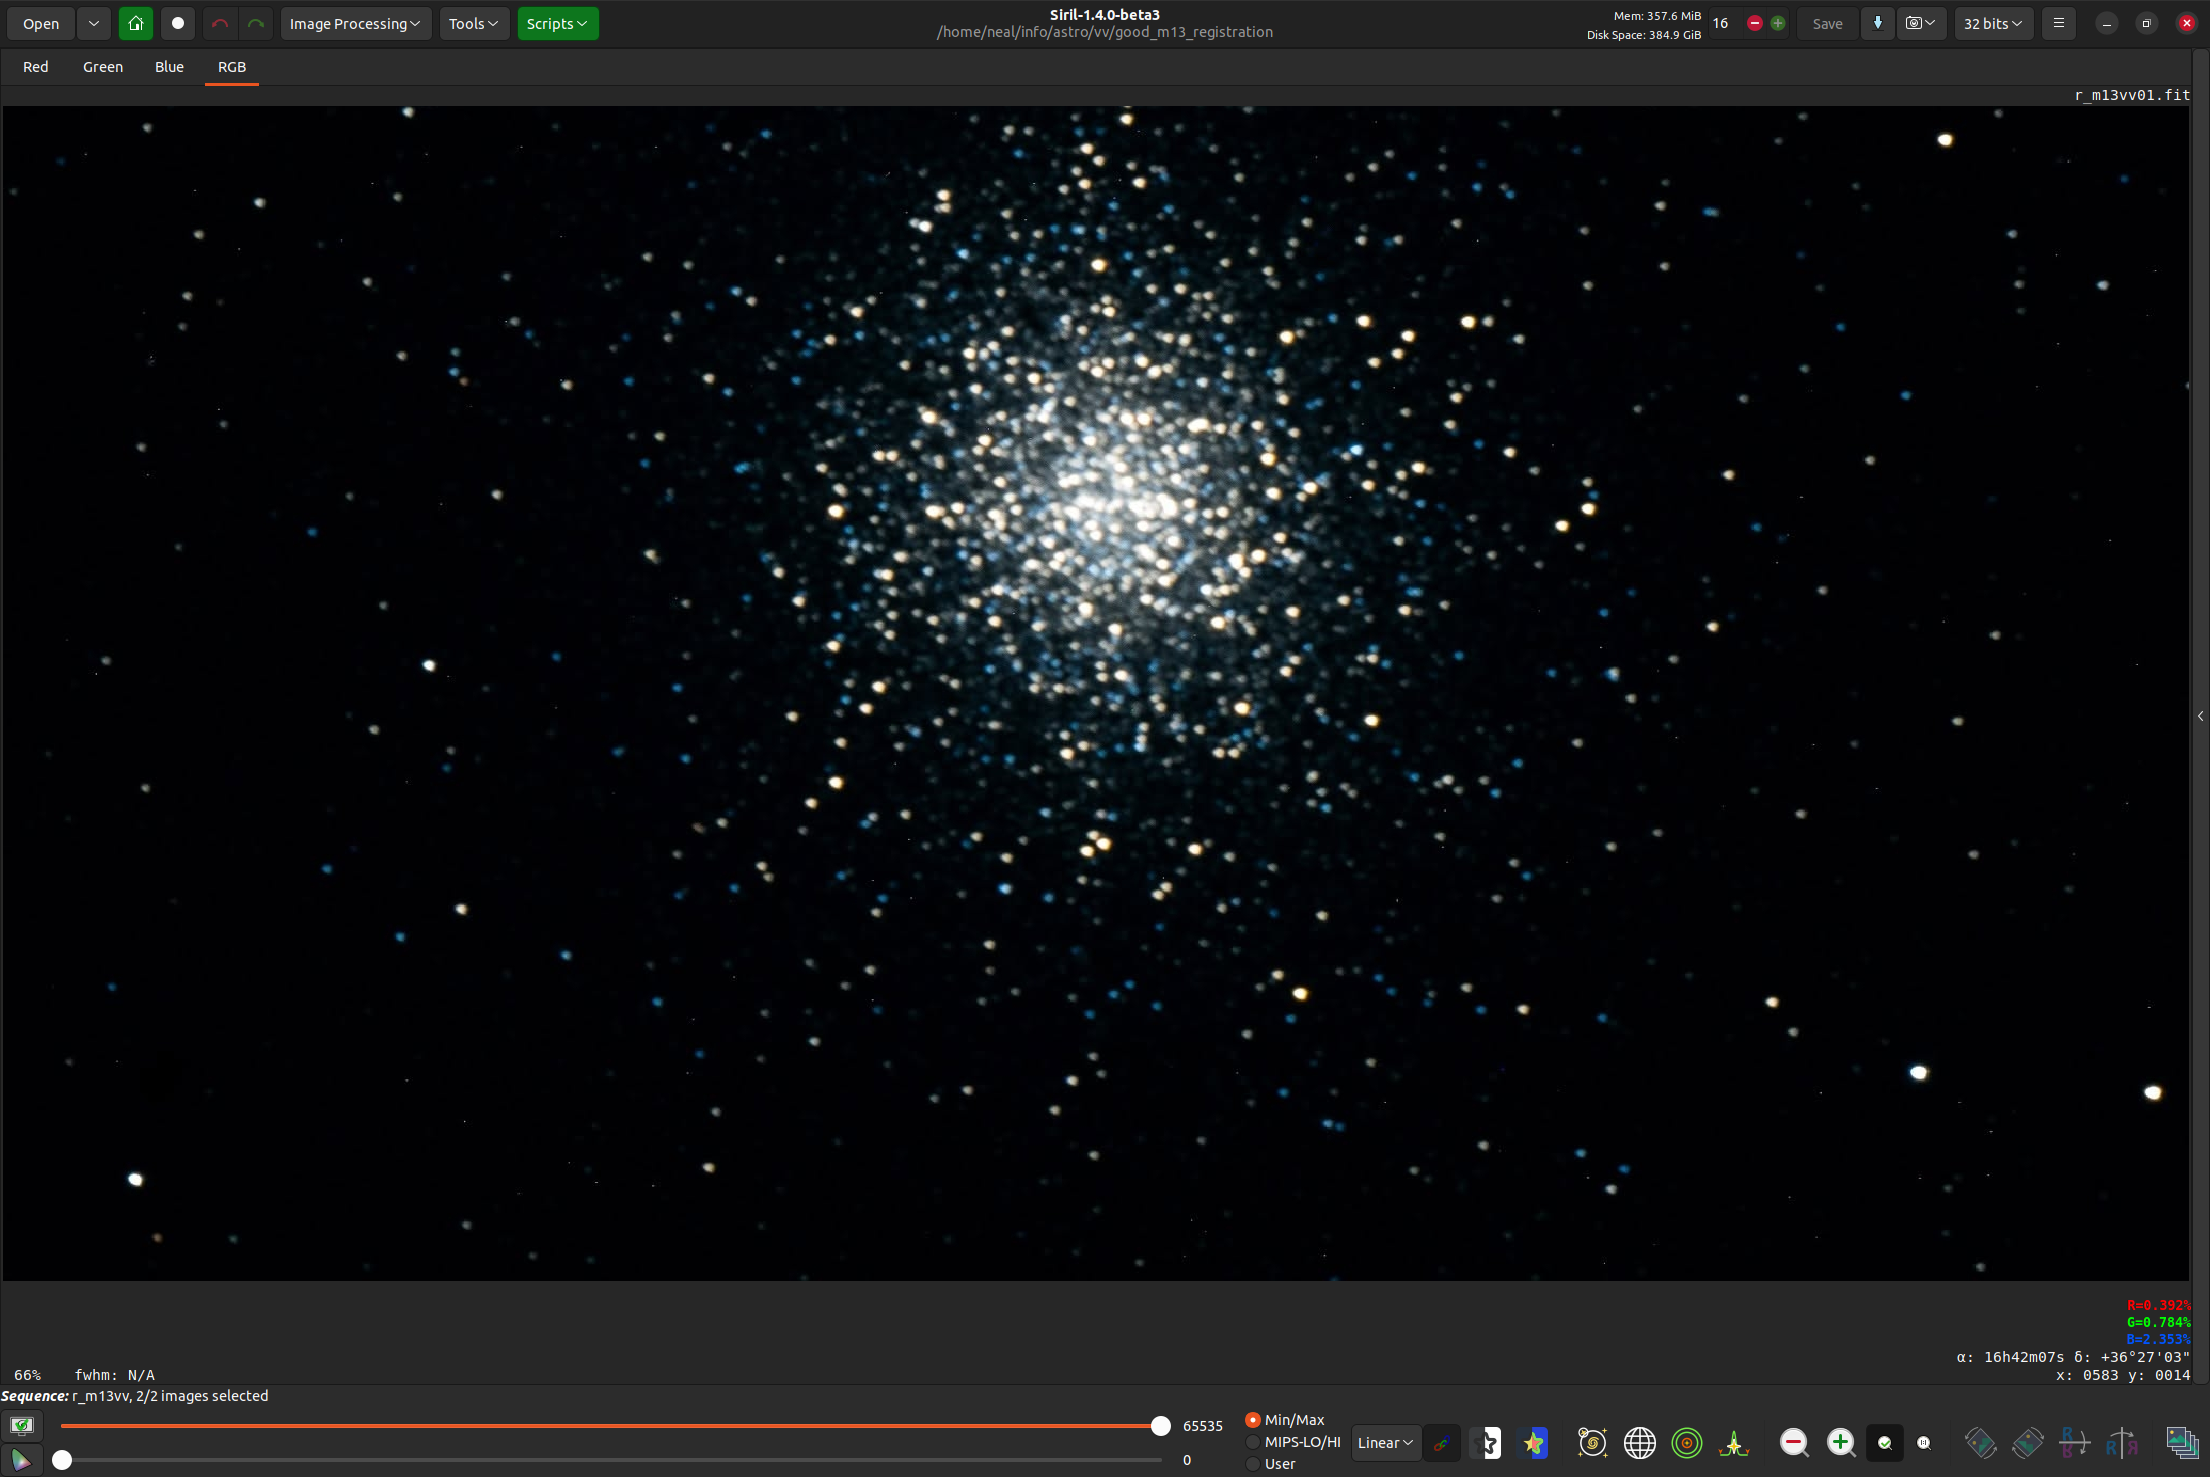 Open
Image Processing
Tools
Scripts
Siril-1.4.0-beta3
/home/neal/info/astro/vv/good_m13_registration
Mem: 357.6 MiB
Disk Space: 384.9 GiB
16
Save
32 bits
Red Green Blue RGB
r_m13vv01.fit
R=0.392%
G=0.784%
B=2.353%
α: 16h42m07s δ: +36°27'03"
66% fwhm: N/A
x: 0583 y: 0014
Sequence: r_m13vv, 2/2 images selected
65535
0
Min/Max
MIPS-LO/HI
User
Linear